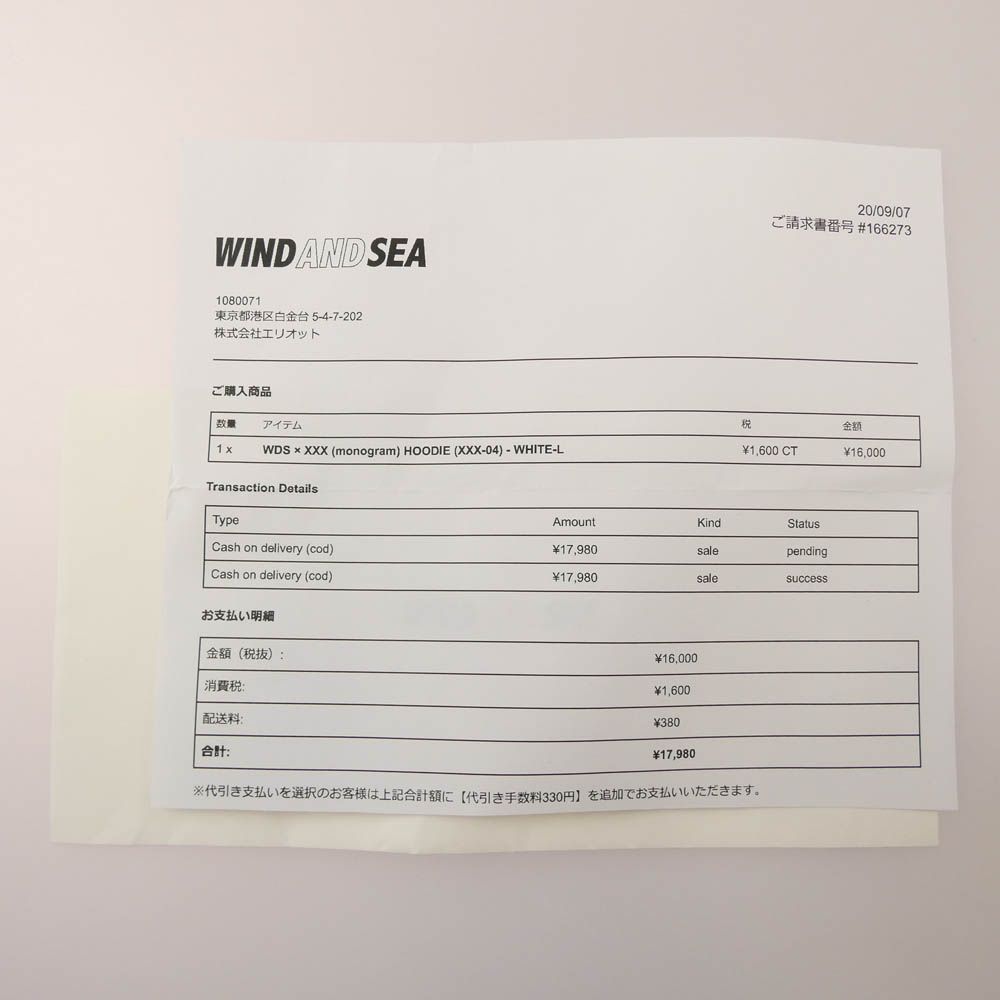 20/09/07
ご請求書番号 #166273
WINDANDSEA
1080071
東京都港区白金台 5-4-7-202
株式会社エリオット
ご購入商品
数量 アイテム 税 金額
1 x WDS × XXX (monogram) HOODIE (XXX-04) - WHITE-L ¥1,600 CT ¥16,000
Transaction Details
Type Amount Kind Status
Cash on delivery (cod) ¥17,980 sale pending
Cash on delivery (cod) ¥17,980 sale success
お支払い明細
金額（税抜）: ¥16,000
消費税: ¥1,600
配送料: ¥380
合計: ¥17,980
※代引き支払いを選択のお客様は上記合計額に【代引き手数料330円】を追加でお支払いいただきます。